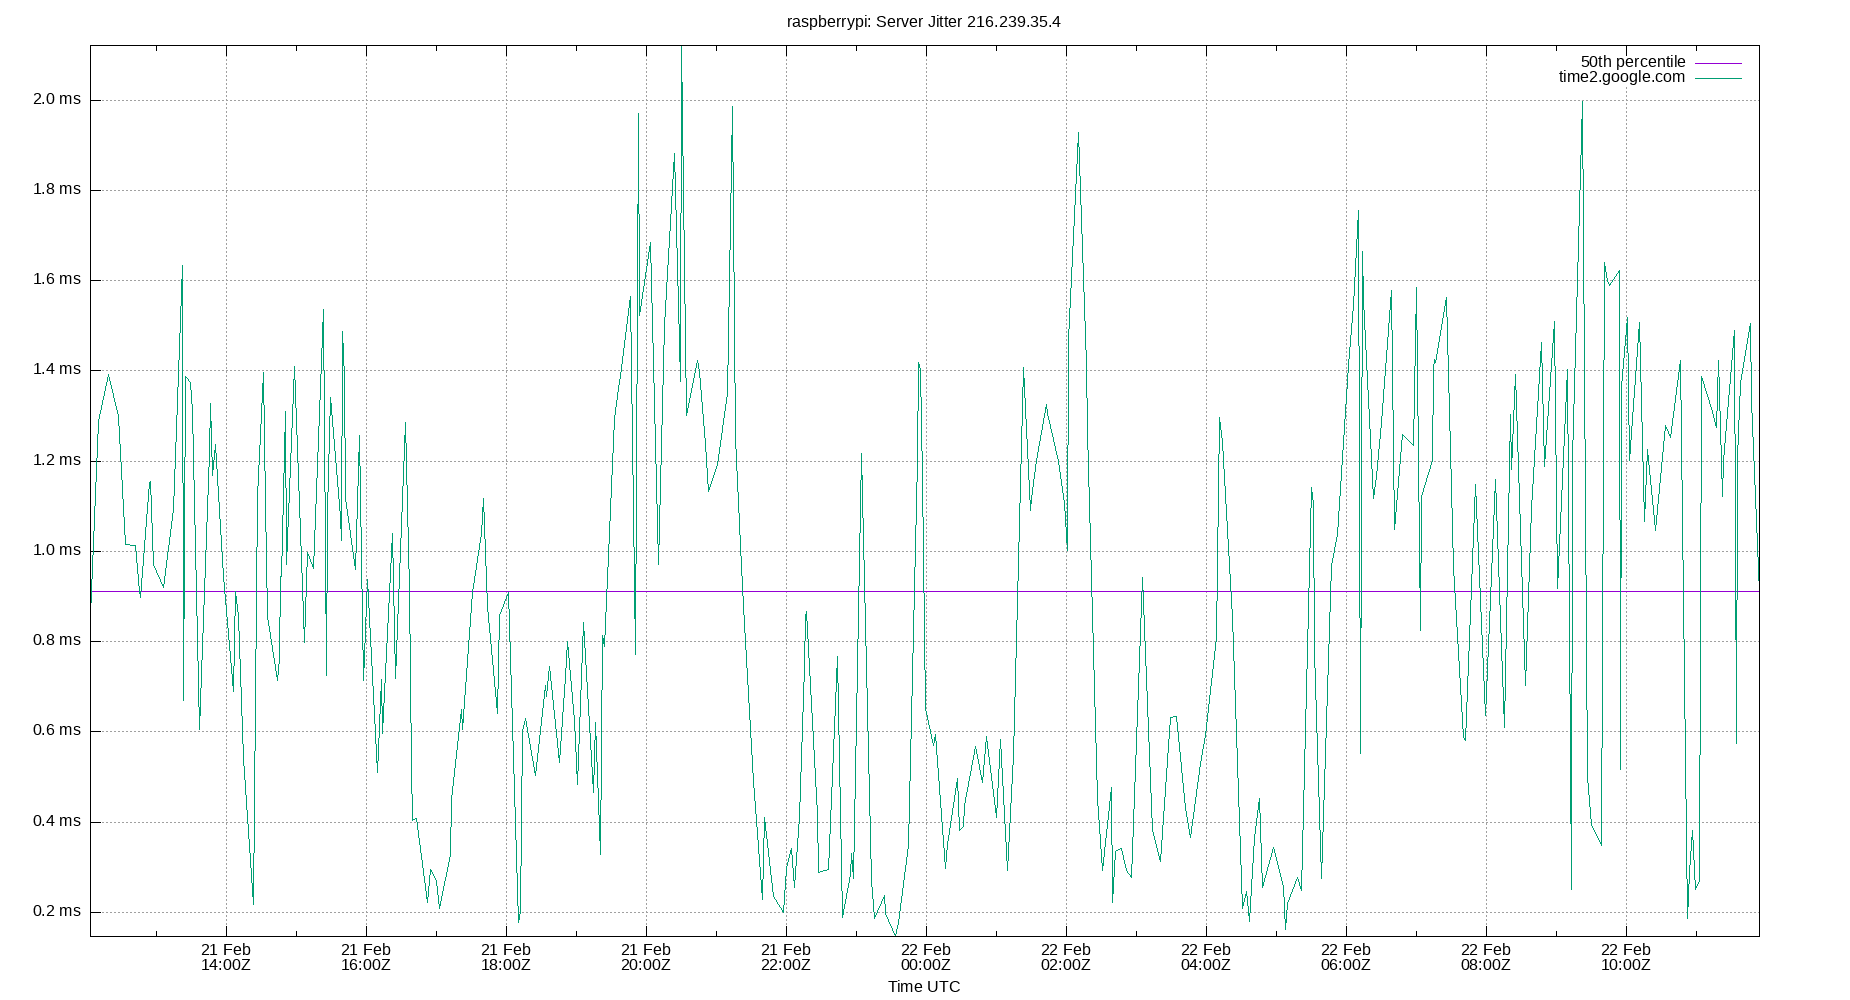 raspberrypi: Server Jitter 216.239.35.4
50th percentile
time2.google.com
2.0 ms
1.8 ms
1.6 ms
1.4 ms
1.2 ms
1.0 ms
0.8 ms
0.6 ms
0.4 ms
0.2 ms
21 Feb 21 Feb 21 Feb 21 Feb 21 Feb 22 Feb 22 Feb 22 Feb 22 Feb 22 Feb 22 Feb
14:00Z 16:00Z 18:00Z 20:00Z 22:00Z 00:00Z 02:00Z 04:00Z 06:00Z 08:00Z 10:00Z
Time UTC